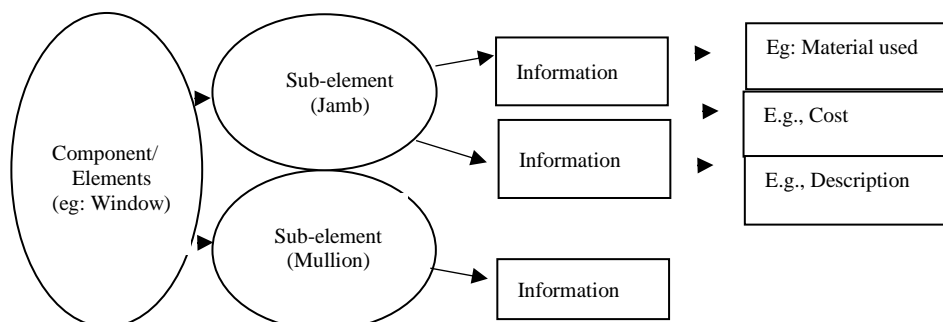 Component/
Elements
(eg: Window)
Sub-element
(Jamb)
Sub-element
(Mullion)
Information
Information
Information
Eg: Material used
E.g., Cost
E.g., Description